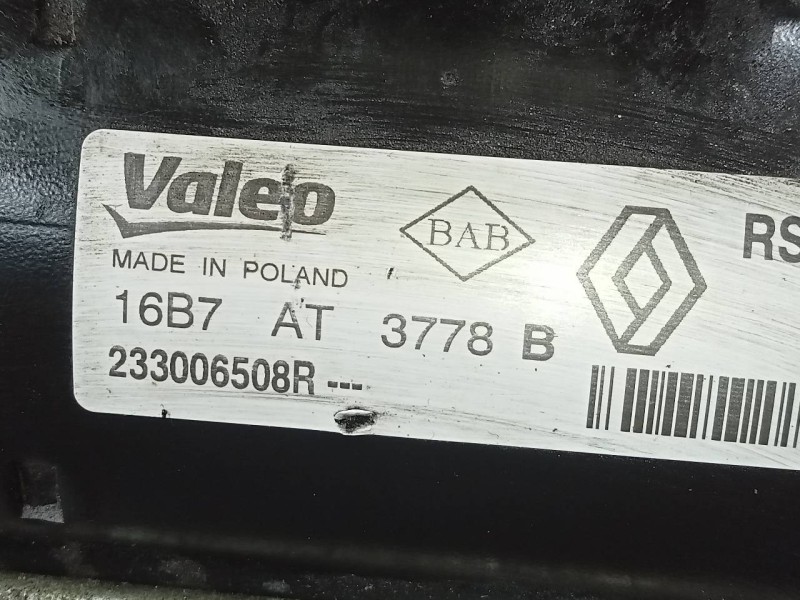 Valeo
BAB
RS
MADE IN POLAND
16B7 AT 3778 B
233006508R ---